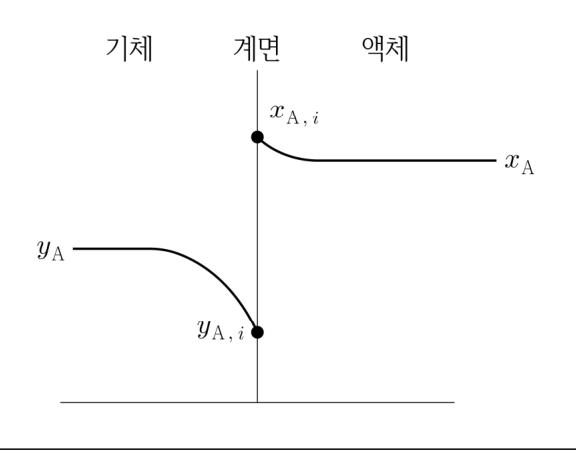 기체 계면 액체
x_{A, i}
x_A
y_A
y_{A, i}